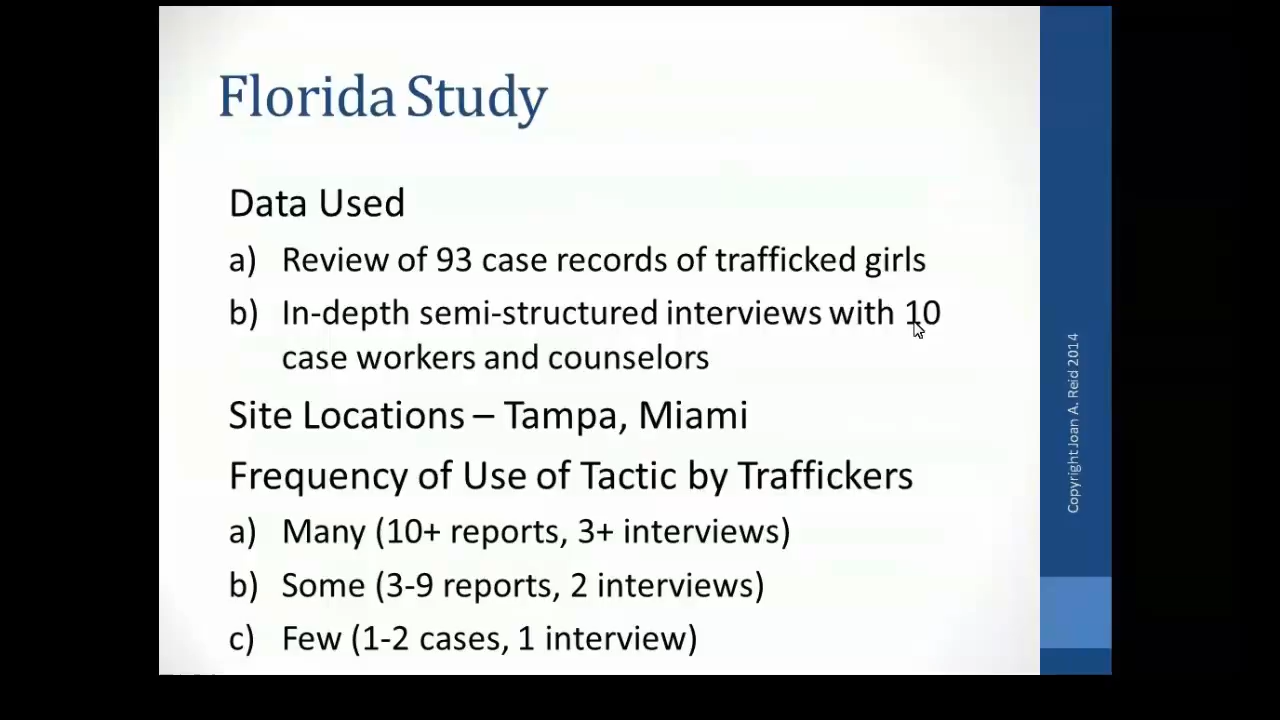 Florida Study
Data Used
a) Review of 93 case records of trafficked girls
b) In-depth semi-structured interviews with 10
case workers and counselors
Site Locations – Tampa, Miami
Frequency of Use of Tactic by Traffickers
a) Many (10+ reports, 3+ interviews)
b) Some (3-9 reports, 2 interviews)
c) Few (1-2 cases, 1 interview)
Copyright Joan A. Reid 2014